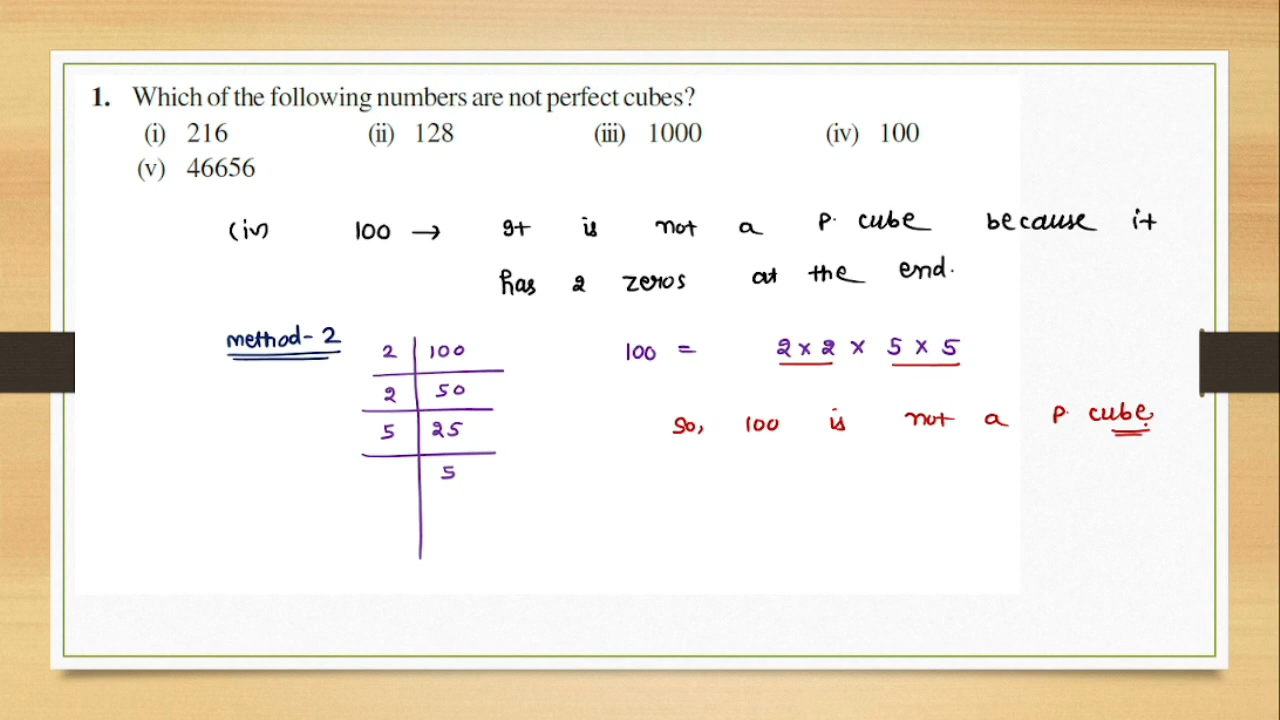 1. Which of the following numbers are not perfect cubes?
(i) 216 (ii) 128 (iii) 1000 (iv) 100
(v) 46656
(iv) 100 → It is not a P. cube because it
has 2 zeros at the end.
method-2
2 | 100
2 | 50
5 | 25
5
100 = 2 x 2 x 5 x 5
So, 100 is not a P. cube.